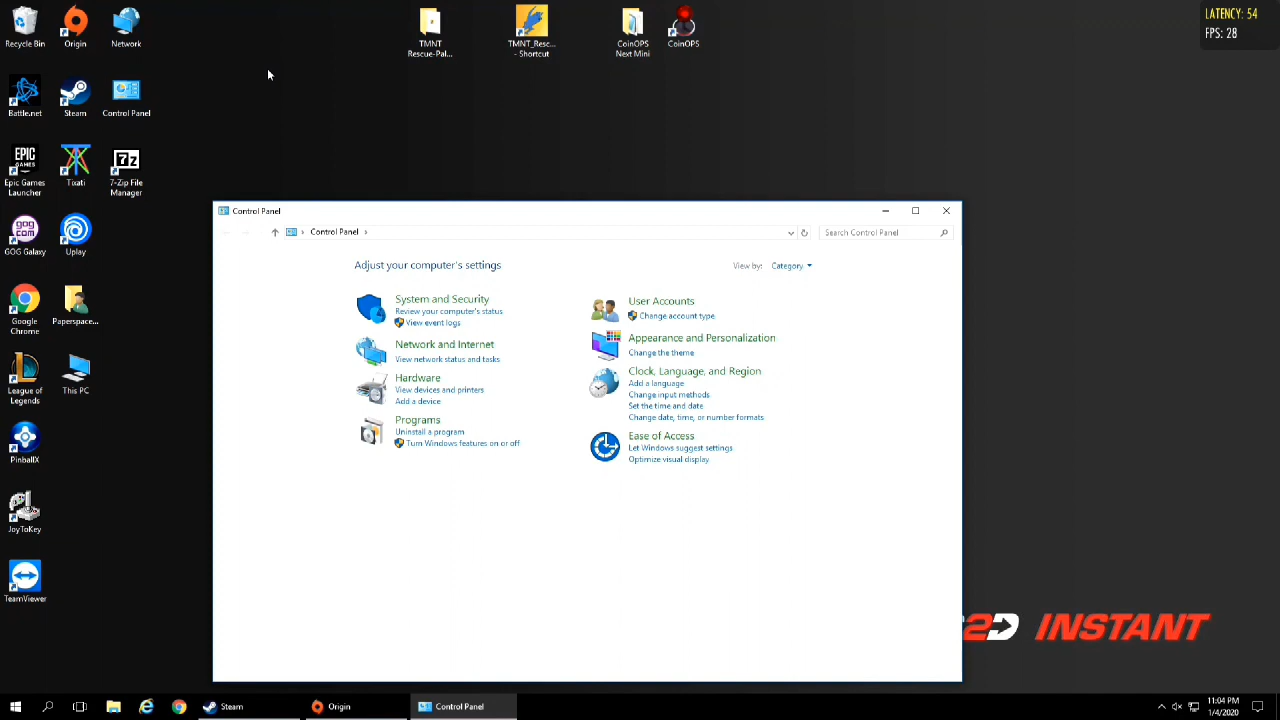 LATENCY: 54
FPS: 28
Recycle Bin
Origin
Network
TMNT
Rescue-Pal...
TMNT_Resc...
- Shortcut
CoinOPS
Next Mini
CoinOPS
Battle.net
Steam
Control Panel
EPIC
GAMES
Epic Games
Launcher
Tixati
7z
7-Zip File
Manager
gog
com
GOG Galaxy
Uplay
Google
Chrome
Paperspace...
League of
Legends
This PC
PinballX
JoyToKey
TeamViewer
Control Panel
Control Panel
Search Control Panel
Adjust your computer's settings
View by: Category
System and Security
Review your computer's status
View event logs
Network and Internet
View network status and tasks
Hardware
View devices and printers
Add a device
Programs
Uninstall a program
Turn Windows features on or off
User Accounts
Change account type
Appearance and Personalization
Change the theme
Clock, Language, and Region
Add a language
Change input methods
Set the time and date
Change date, time, or number formats
Ease of Access
Let Windows suggest settings
Optimize visual display
2D INSTANT
Steam
Origin
Control Panel
11:04 PM
1/4/2020